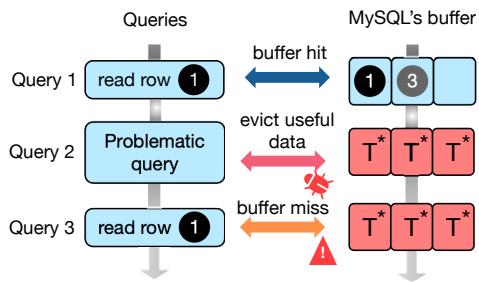 Queries
MySQL's buffer
Query 1
read row 1
buffer hit
1 3
Query 2
Problematic
query
evict useful
data
T* T* T*
Query 3
read row 1
buffer miss
!
T* T* T*